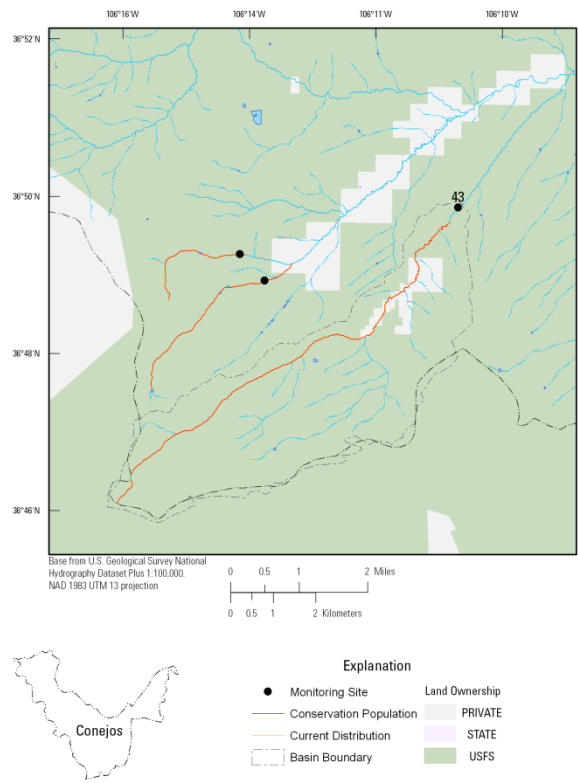 106°16'W 106°14'W 106°11'W 106°10'W
36°52'N
36°50'N
43
36°48'N
36°46'N
Base from U.S. Geological Survey National
Hydrography Dataset Plus 1:100,000.
NAD 1983 UTM 13 projection
0 0.5 1 2 Miles
0 0.5 1 2 Kilometers
Conejos
Explanation
Monitoring Site
Conservation Population
Current Distribution
Basin Boundary
Land Ownership
PRIVATE
STATE
USFS